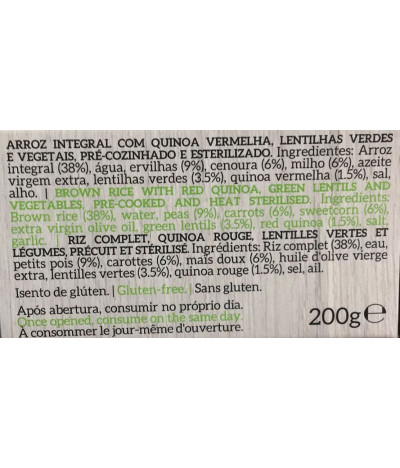 ARROZ INTEGRAL COM QUINOA VERMELHA, LENTILHAS VERDES
E VEGETAIS, PRÉ-COZINHADO E ESTERILIZADO. Ingredientes: Arroz
integral (38%), água, ervilhas (9%), cenoura (6%), milho (6%), azeite
virgem extra, lentilhas verdes (3.5%), quinoa vermelha (1.5%), sal,
alho. | BROWN RICE WITH RED QUINOA, GREEN LENTILS AND
VEGETABLES, PRE-COOKED AND HEAT STERILISED. Ingredients:
Brown rice (38%), water, peas (9%), carrots (6%), sweetcorn (6%),
extra virgin olive oil, green lentils (3.5%), red quinoa (1.5%), salt,
garlic. | RIZ COMPLET, QUINOA ROUGE, LENTILLES VERTES ET
LÉGUMES, PRÉCUIT ET STÉRILISÉ. Ingrédients: Riz complet (38%), eau,
petits pois (9%), carottes (6%), maïs doux (6%), huile d'olive vierge
extra, lentilles vertes (3.5%), quinoa rouge (1.5%), sel, ail.
Isento de glúten. | Gluten-free. | Sans gluten.
Após abertura, consumir no próprio dia.
Once opened, consume on the same day.
À consommer le jour-même d'ouverture.
200g e